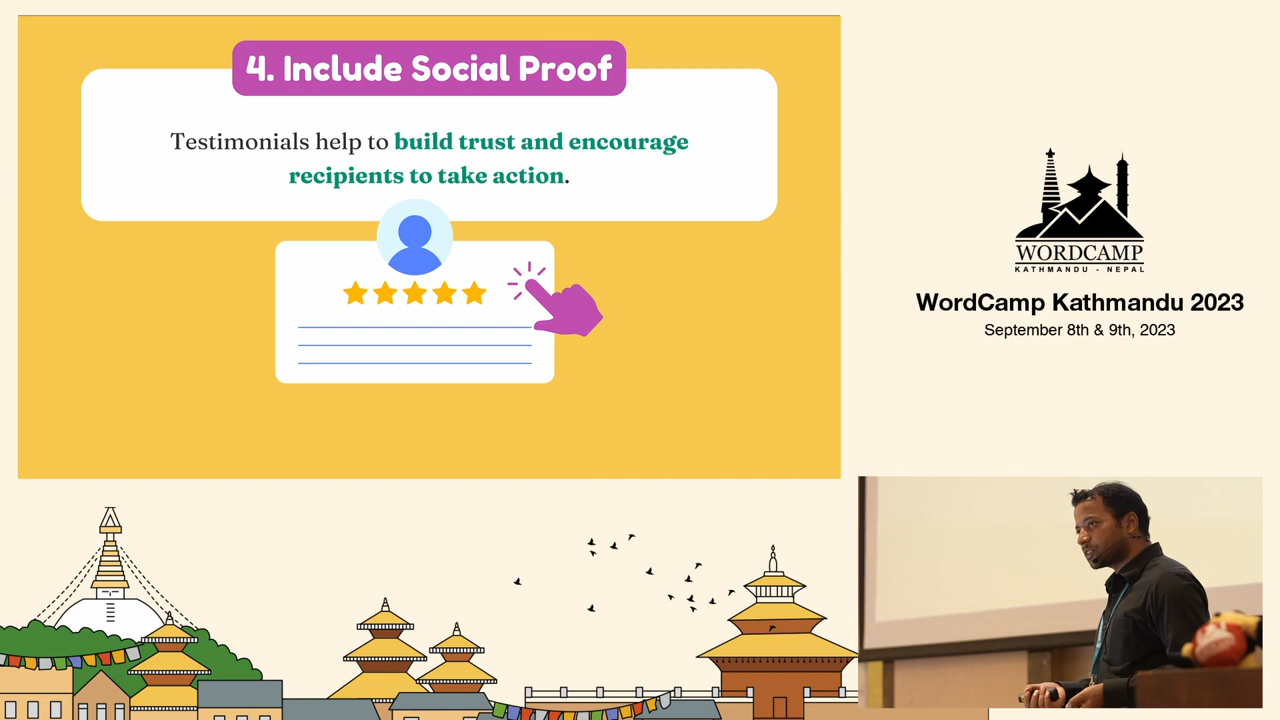 4. Include Social Proof
Testimonials help to build trust and encourage
recipients to take action.
WORDCAMP
KATHMANDU - NEPAL
WordCamp Kathmandu 2023
September 8th & 9th, 2023